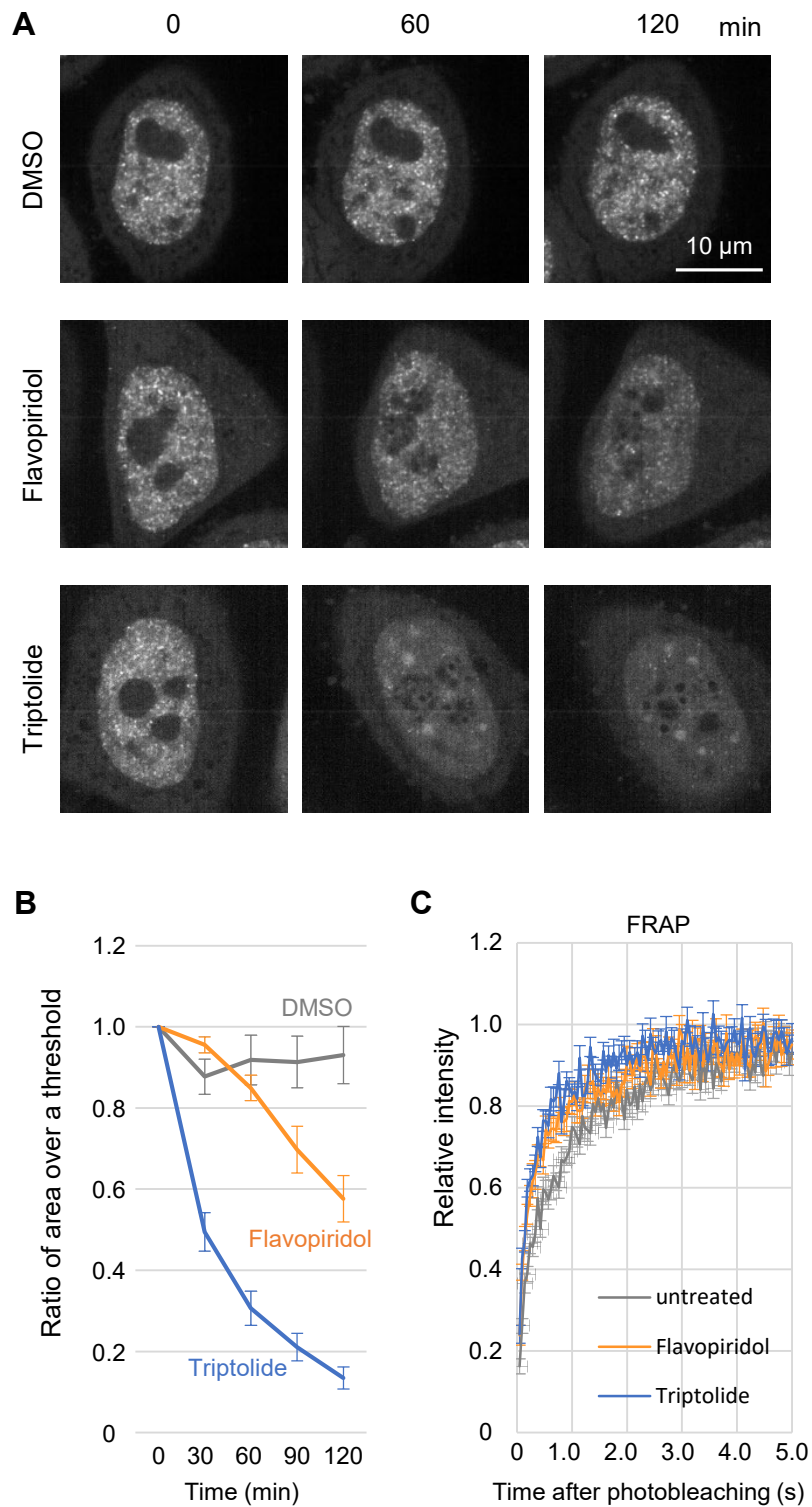 A
0 60 120 min
DMSO
10 µm
Flavopiridol
Triptolide
B
1.2
1.0
0.8
0.6
0.4
0.2
0
Ratio of area over a threshold
DMSO
Flavopiridol
Triptolide
0 30 60 90 120
Time (min)
C
FRAP
1.2
1.0
0.8
0.6
0.4
0.2
0
Relative intensity
untreated
Flavopiridol
Triptolide
0 1.0 2.0 3.0 4.0 5.0
Time after photobleaching (s)